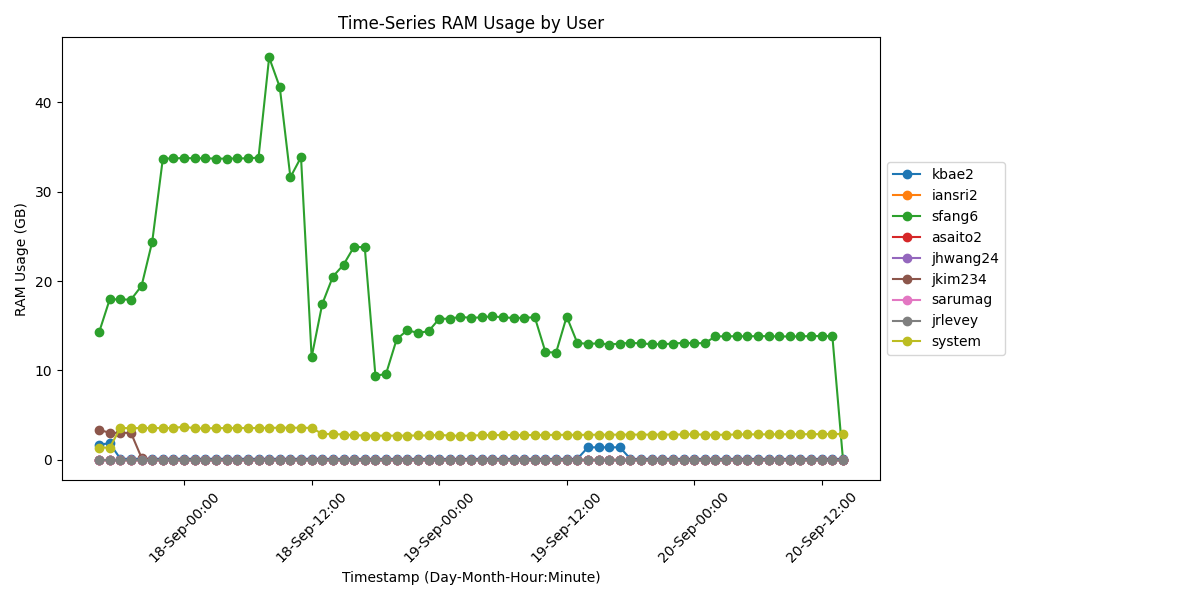 Time-Series RAM Usage by User
RAM Usage (GB)
40
30
20
10
0
18-Sep-00:00
18-Sep-12:00
19-Sep-00:00
19-Sep-12:00
20-Sep-00:00
20-Sep-12:00
Timestamp (Day-Month-Hour:Minute)
kbae2
iansri2
sfang6
asaito2
jhwang24
jkim234
sarumag
jrlevey
system